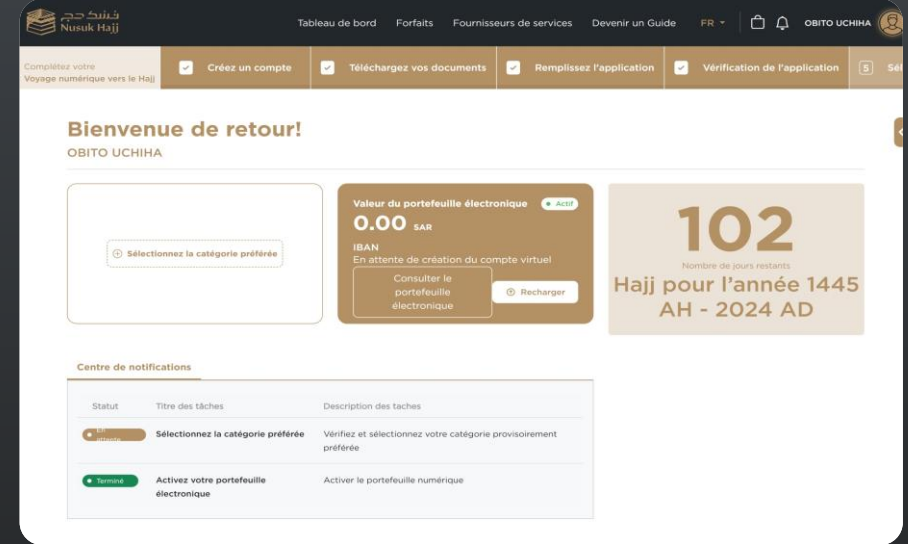 نسك حج
Nusuk Hajj
Tableau de bord Forfaits Fournisseurs de services Devenir un Guide FR OBITO UCHIHA
Complétez votre
Voyage numérique vers le Hajj
Créez un compte Téléchargez vos documents Remplissez l'application Vérification de l'application 5 Sél
Bienvenue de retour!
OBITO UCHIHA
Sélectionnez la catégorie préférée
Valeur du portefeuille électronique Actif
0.00 SAR
IBAN
En attente de création du compte virtuel
Consulter le
portefeuille
électronique
Recharger
102
Nombre de jours restants
Hajj pour l'année 1445
AH - 2024 AD
Centre de notifications
Statut Titre des tâches Description des taches
En
attente
Sélectionnez la catégorie préférée Vérifiez et sélectionnez votre catégorie provisoirement
préférée
Terminé Activez votre portefeuille Activer le portefeuille numérique
électronique